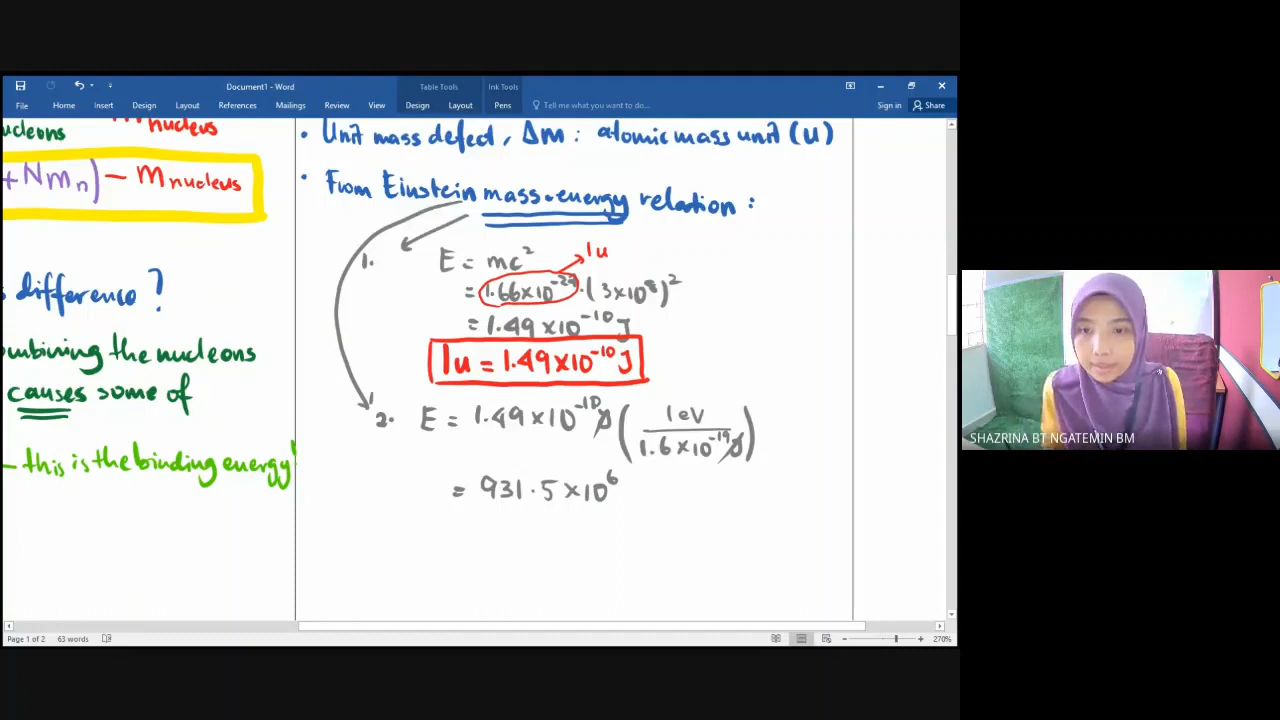 Document1 - Word
Table Tools
Ink Tools
File Home Insert Design Layout References Mailings Review View Design Layout Pens Tell me what you want to do... Sign in Share
ucleons
m nucleus
+ Nmn) - mnucleus
s difference?
ombining the nucleons
causes some of
- this is the binding energy!
• Unit mass defect, Δm : atomic mass unit (u)
• From Einstein mass-energy relation :
1. E = mc²
1u
= 1.66×10⁻²⁷ · (3×10⁸)²
= 1.49×10⁻¹⁰ J
1u = 1.49×10⁻¹⁰ J
2. E = 1.49×10⁻¹⁰ J (1eV / 1.6×10⁻¹⁹ J)
= 931.5×10⁶
Page 1 of 2 63 words
270%
SHAZRINA BT NGATEMIN BM